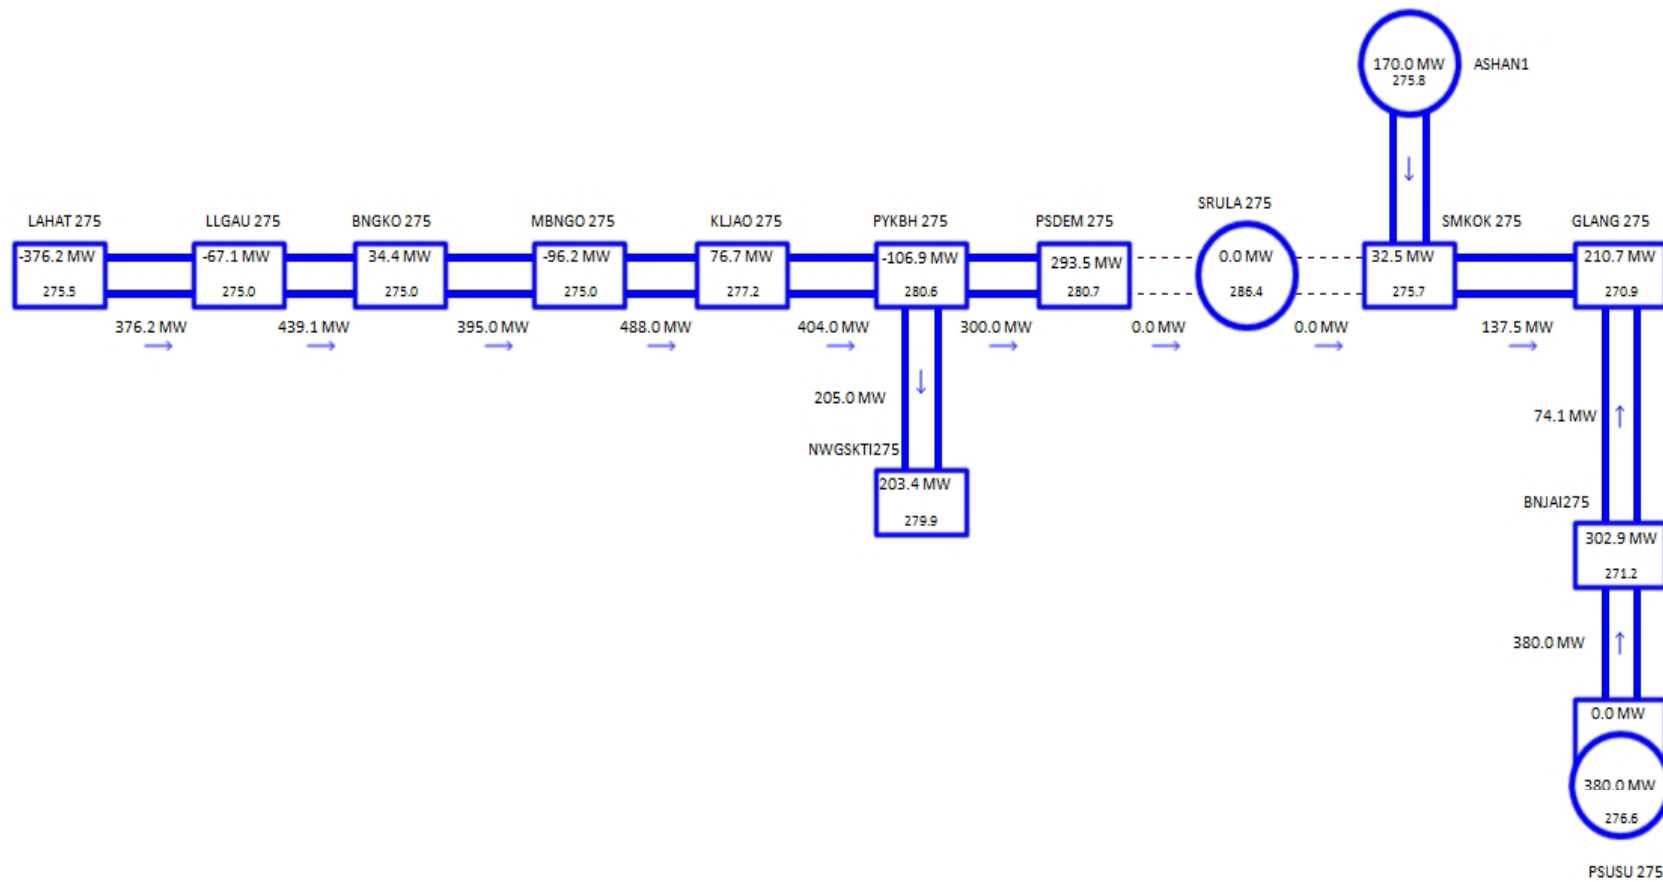 170.0 MW
275.8
ASHAN1
SRULA 275
LAHAT 275
LLGAU 275
BNGKO 275
MBNGO 275
KLJAO 275
PYKBH 275
PSDEM 275
SMKOK 275
GLANG 275
-376.2 MW
275.5
-67.1 MW
275.0
34.4 MW
275.0
-96.2 MW
275.0
76.7 MW
277.2
-106.9 MW
280.6
293.5 MW
280.7
0.0 MW
286.4
32.5 MW
275.7
210.7 MW
270.9
376.2 MW
439.1 MW
395.0 MW
488.0 MW
404.0 MW
300.0 MW
0.0 MW
0.0 MW
137.5 MW
205.0 MW
74.1 MW
NWGSKTI275
203.4 MW
279.9
BNJAI275
302.9 MW
271.2
380.0 MW
0.0 MW
380.0 MW
276.6
PSUSU 275